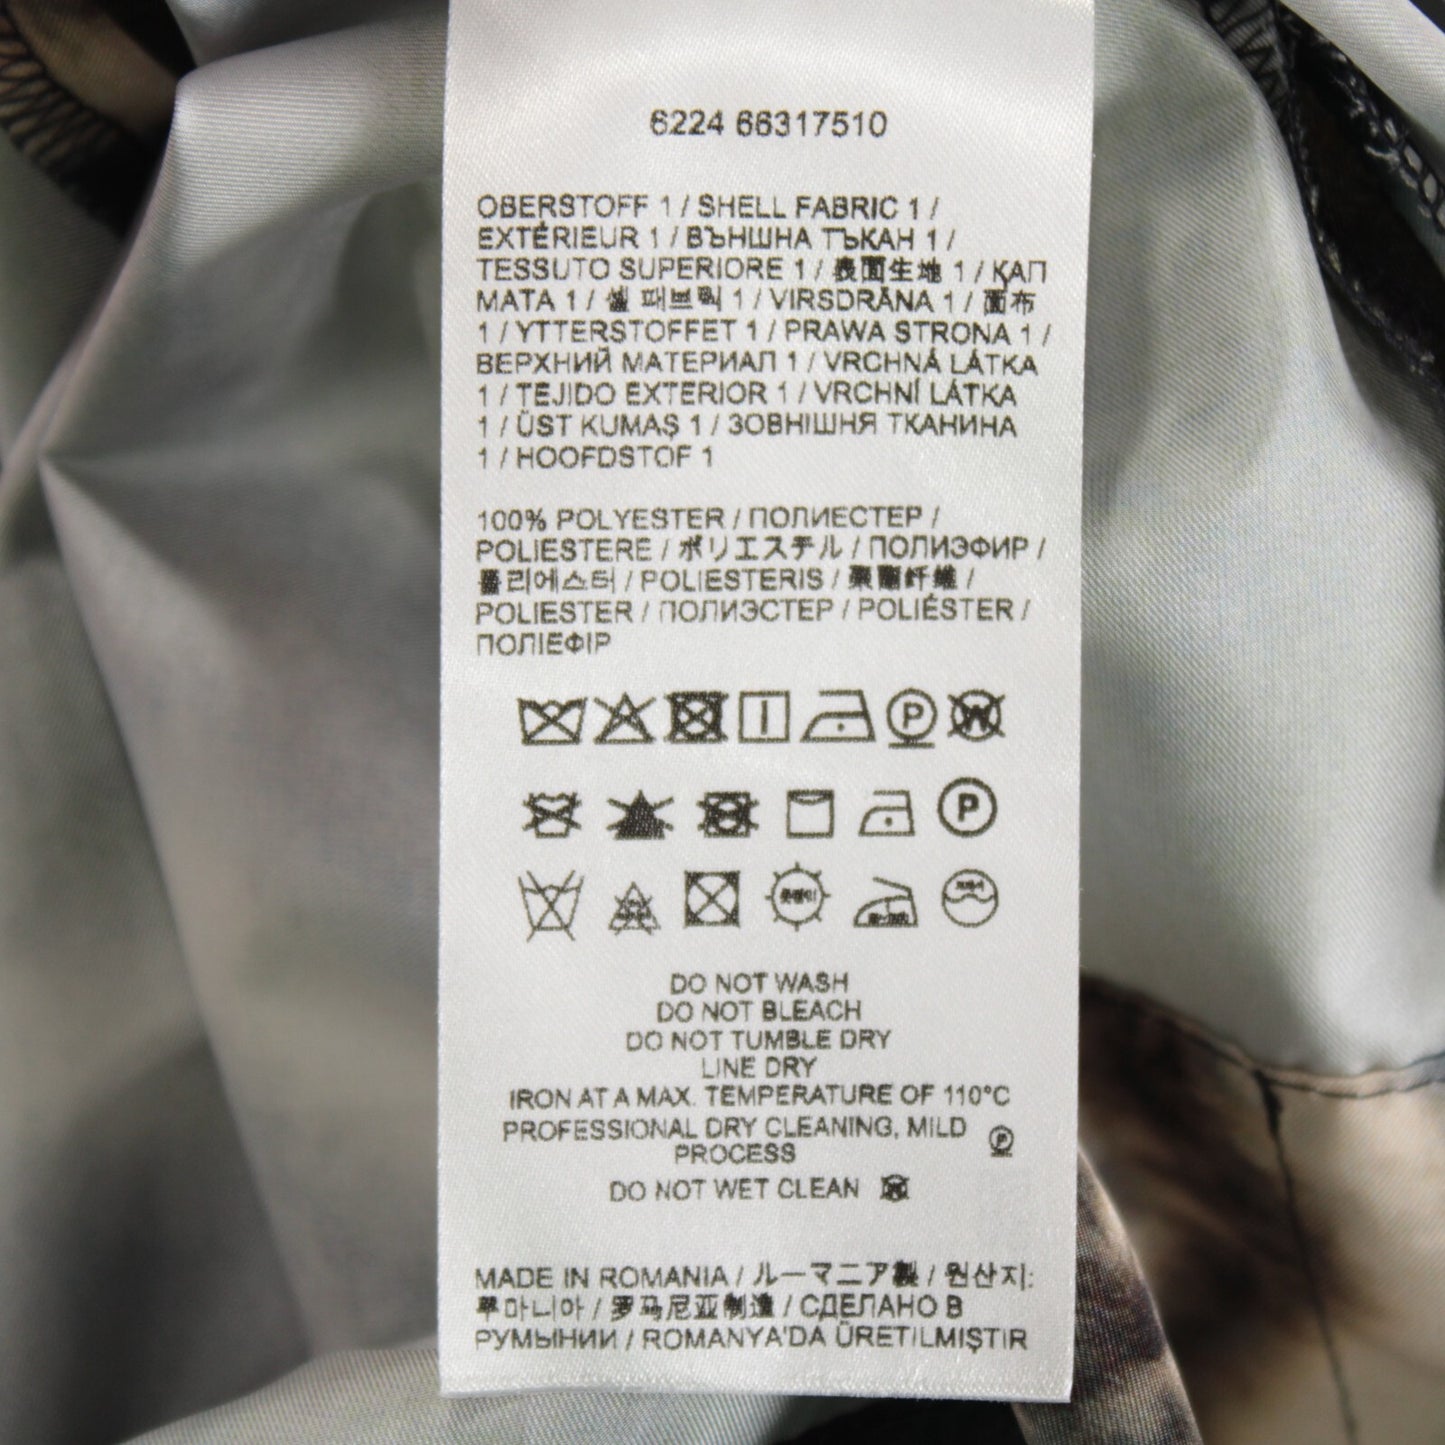 6224 66317510
OBERSTOFF 1 / SHELL FABRIC 1 /
EXTÉRIEUR 1 / ВЪНШНА ТЪКАН 1 /
TESSUTO SUPERIORE 1 / 表面生地 1 / ҚАП
МАТА 1 / 셸 패브릭 1 / VIRSDRĀNA 1 / 面布
1 / YTTERSTOFFET 1 / PRAWA STRONA 1 /
ВЕРХНИЙ МАТЕРИАЛ 1 / VRCHNÁ LÁTKA
1 / TEJIDO EXTERIOR 1 / VRCHNÍ LÁTKA
1 / ÜST KUMAŞ 1 / ЗОВНІШНЯ ТКАНИНА
1 / HOOFDSTOF 1
100% POLYESTER / ПОЛИЕСТЕР /
POLIESTERE / ポリエステル / ПОЛИЭФИР /
폴리에스터 / POLIESTERIS / 聚酯纤维 /
POLIESTER / ПОЛИЭСТЕР / POLIÉSTER /
ПОЛІЕФІР
P W
P
DO NOT WASH
DO NOT BLEACH
DO NOT TUMBLE DRY
LINE DRY
IRON AT A MAX. TEMPERATURE OF 110°C
PROFESSIONAL DRY CLEANING, MILD P
PROCESS
DO NOT WET CLEAN W
MADE IN ROMANIA / ルーマニア製 / 원산지:
루마니아 / 罗马尼亚制造 / СДЕЛАНО В
РУМЫНИИ / ROMANYA'DA ÜRETİLMİŞTİR